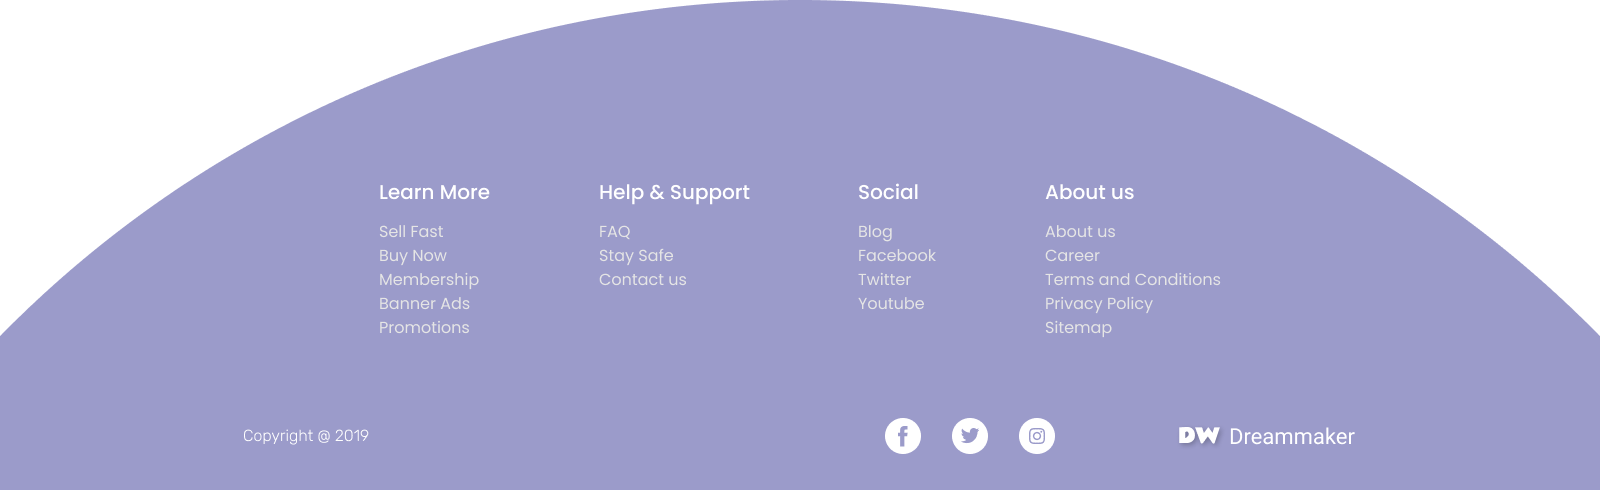 Learn More
Sell Fast
Buy Now
Membership
Banner Ads
Promotions
Help & Support
FAQ
Stay Safe
Contact us
Social
Blog
Facebook
Twitter
Youtube
About us
About us
Career
Terms and Conditions
Privacy Policy
Sitemap
Copyright @ 2019
DW Dreammaker